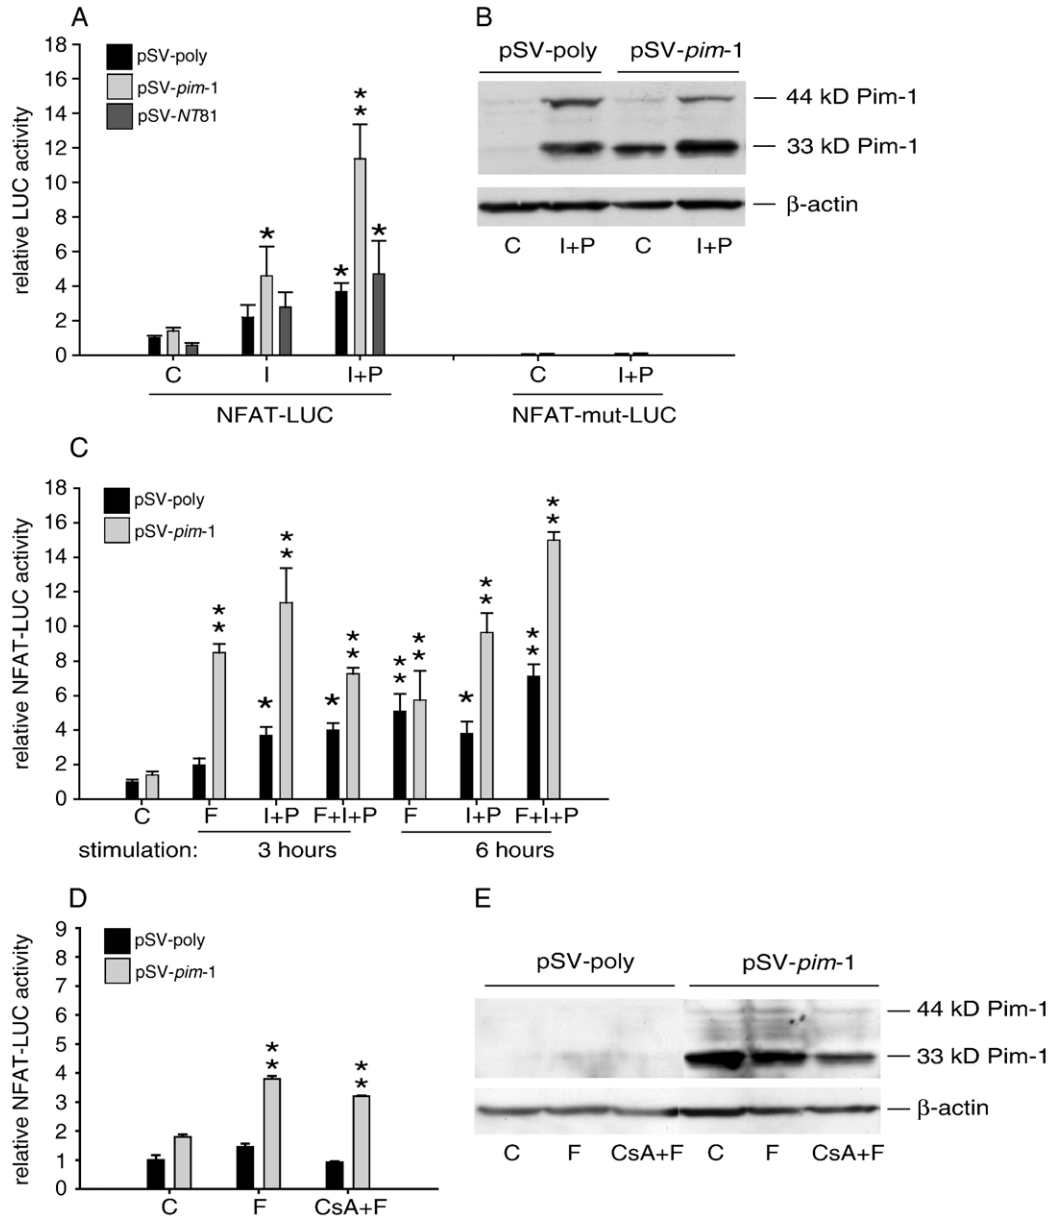 A
relative LUC activity
18
16
14
12
10
8
6
4
2
0
pSV-poly
pSV-pim-1
pSV-NT81
*
*
*
*
*
C I I+P C I+P
NFAT-LUC NFAT-mut-LUC
B
pSV-poly pSV-pim-1
44 kD Pim-1
33 kD Pim-1
β-actin
C I+P C I+P
C
relative NFAT-LUC activity
18
16
14
12
10
8
6
4
2
0
pSV-poly
pSV-pim-1
* *
*
* *
*
* *
* *
* *
*
* *
* *
* *
C F I+P F+I+P F I+P F+I+P
stimulation: 3 hours 6 hours
D
relative NFAT-LUC activity
9
8
7
6
5
4
3
2
1
0
pSV-poly
pSV-pim-1
* *
* *
C F CsA+F
E
pSV-poly pSV-pim-1
44 kD Pim-1
33 kD Pim-1
β-actin
C F CsA+F C F CsA+F